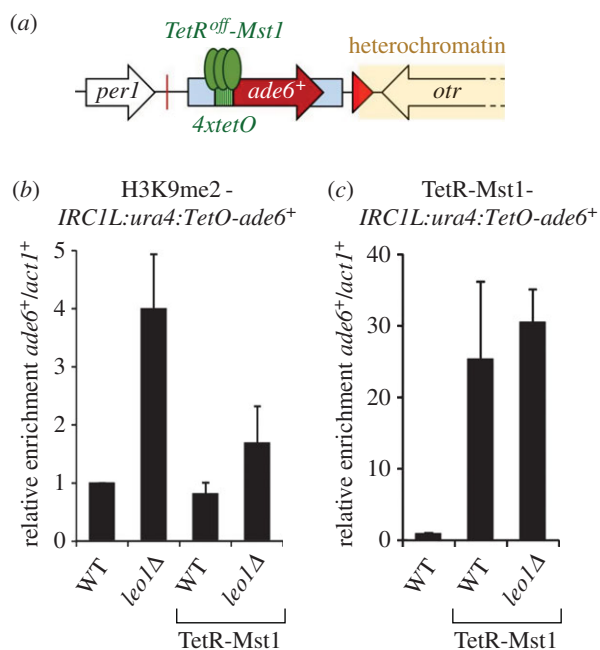 (a)
TetR^off-Mst1
heterochromatin
per1
ade6+
otr
4xtetO
(b)
H3K9me2 -
IRC1L:ura4:TetO-ade6+
relative enrichment ade6+/act1+
5
4
3
2
1
0
WT
leo1Δ
WT
leo1Δ
TetR-Mst1
(c)
TetR-Mst1-
IRC1L:ura4:TetO-ade6+
relative enrichment ade6+/act1+
40
30
20
10
0
WT
WT
leo1Δ
TetR-Mst1